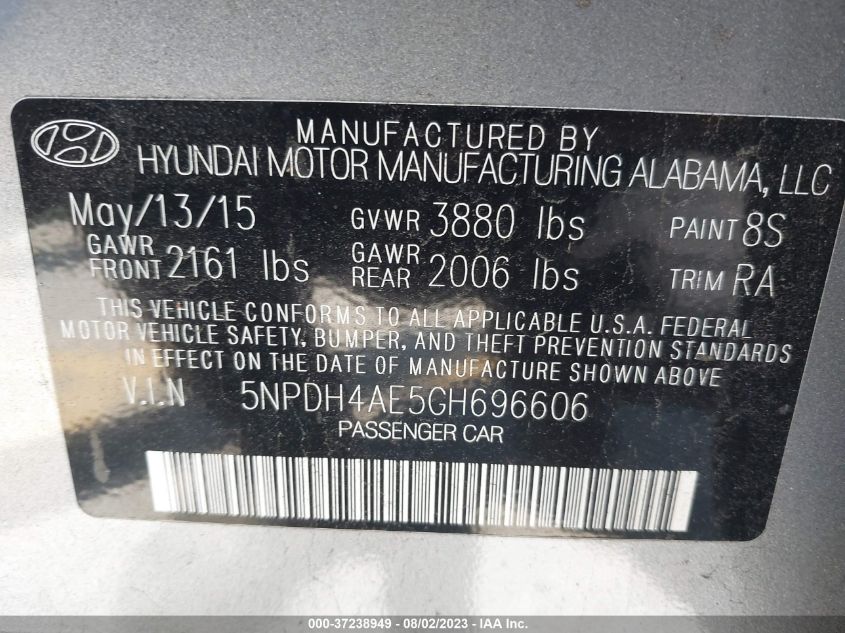 MANUFACTURED BY
HYUNDAI MOTOR MANUFACTURING ALABAMA, LLC
May/13/15 GVWR 3880 lbs PAINT 8S
GAWR FRONT 2161 lbs GAWR REAR 2006 lbs TRIM RA
THIS VEHICLE CONFORMS TO ALL APPLICABLE U.S.A. FEDERAL
MOTOR VEHICLE SAFETY, BUMPER, AND THEFT PREVENTION STANDARDS
IN EFFECT ON THE DATE OF MANUFACTURE SHOWN ABOVE.
V.I.N 5NPDH4AE5GH696606
PASSENGER CAR
000-37238949 - 08/02/2023 - © IAA Holdings, LLC